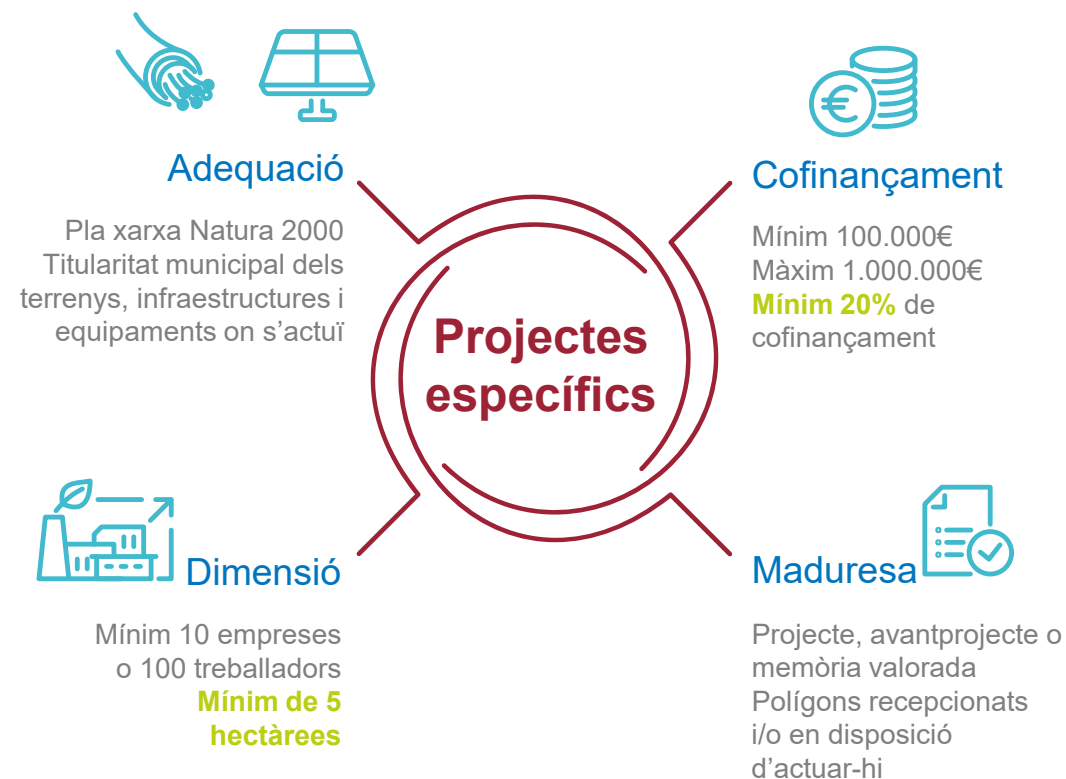 Adequació
Pla xarxa Natura 2000
Titularitat municipal dels
terrenys, infraestructures i
equipaments on s’actuï
Cofinançament
Mínim 100.000€
Màxim 1.000.000€
Mínim 20% de
cofinançament
Projectes
específics
Dimensió
Mínim 10 empreses
o 100 treballadors
Mínim de 5
hectàrees
Maduresa
Projecte, avantprojecte o
memòria valorada
Polígons recepcionats
i/o en disposició
d’actuar-hi